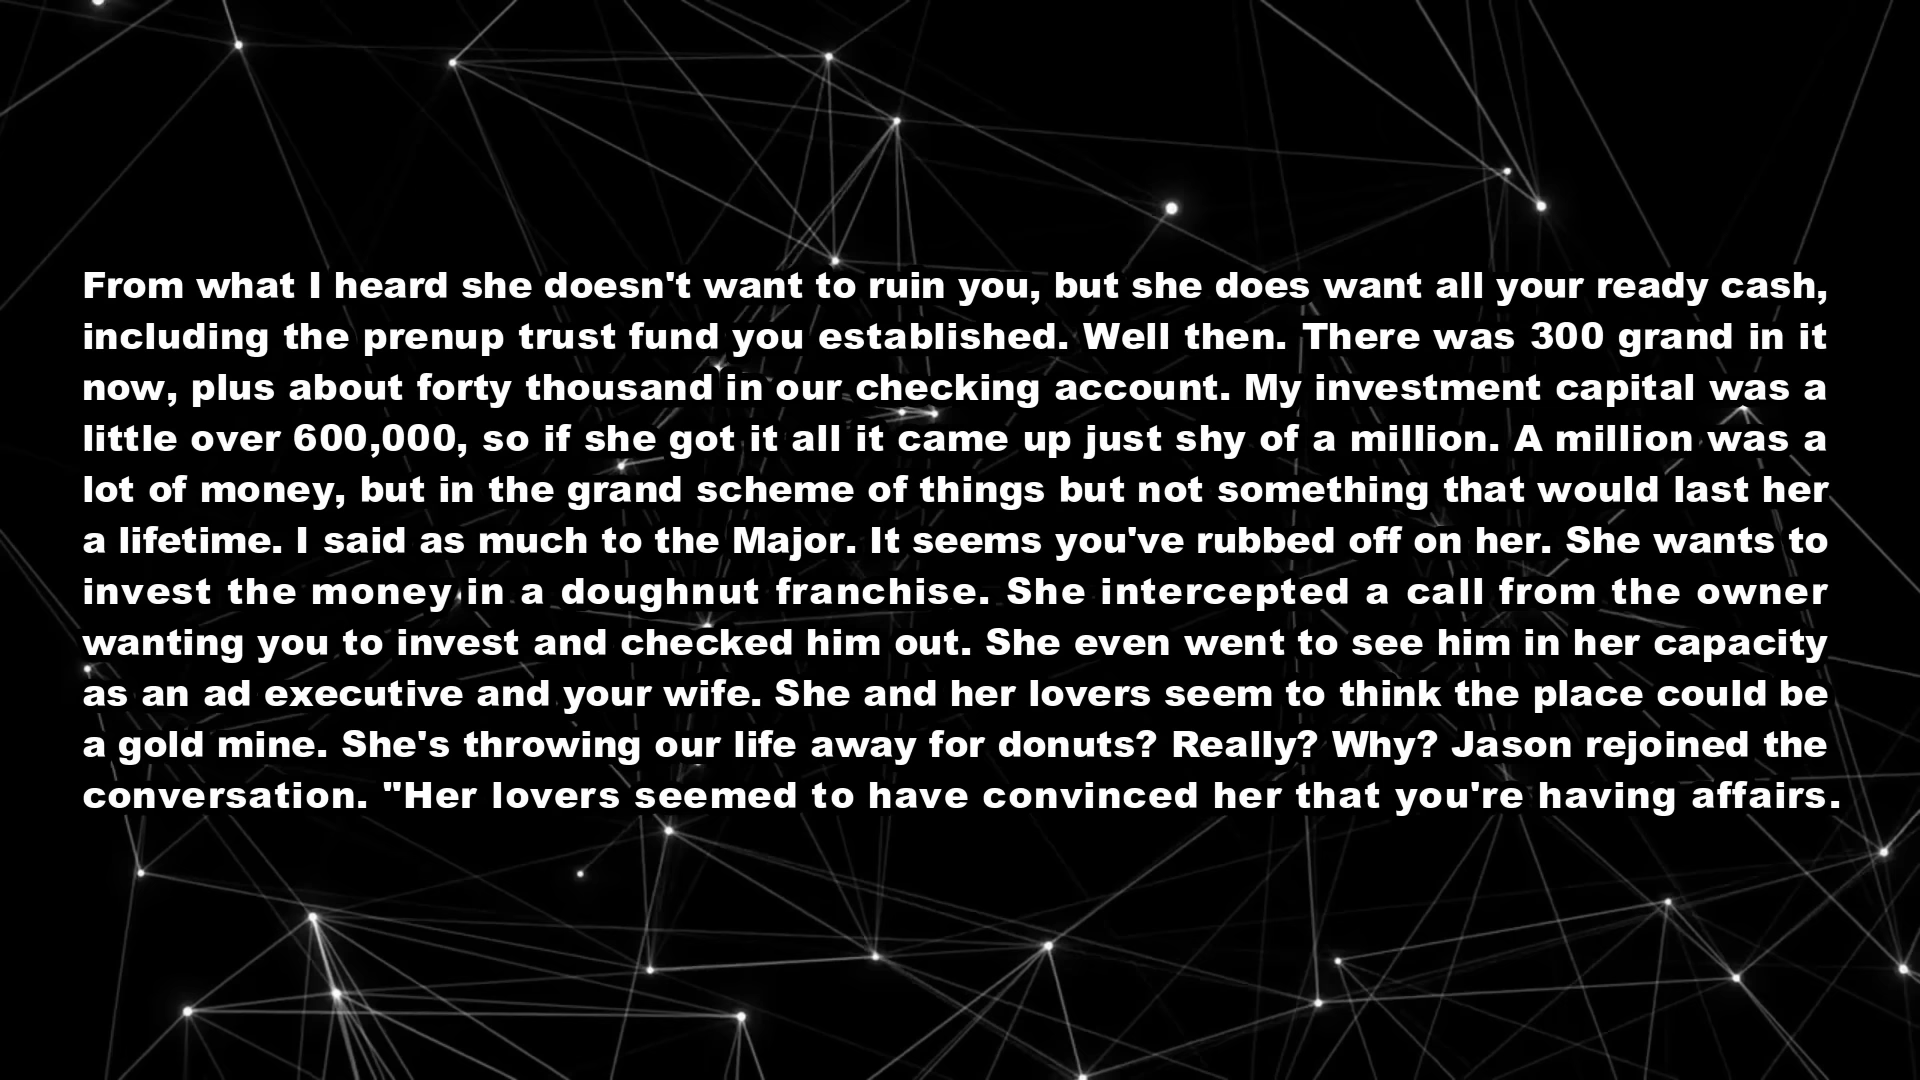 From what I heard she doesn't want to ruin you, but she does want all your ready cash,
including the prenup trust fund you established. Well then. There was 300 grand in it
now, plus about forty thousand in our checking account. My investment capital was a
little over 600,000, so if she got it all it came up just shy of a million. A million was a
lot of money, but in the grand scheme of things but not something that would last her
a lifetime. I said as much to the Major. It seems you've rubbed off on her. She wants to
invest the money in a doughnut franchise. She intercepted a call from the owner
wanting you to invest and checked him out. She even went to see him in her capacity
as an ad executive and your wife. She and her lovers seem to think the place could be
a gold mine. She's throwing our life away for donuts? Really? Why? Jason rejoined the
conversation. "Her lovers seemed to have convinced her that you're having affairs.